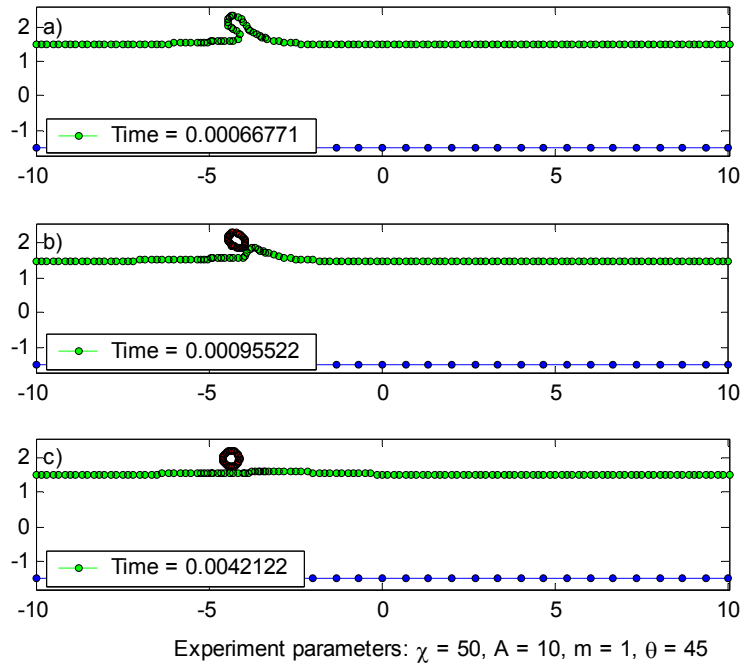 a)
2
1
0
-1
Time = 0.00066771
-10 -5 0 5 10
b)
2
1
0
-1
Time = 0.00095522
-10 -5 0 5 10
c)
2
1
0
-1
Time = 0.0042122
-10 -5 0 5 10
Experiment parameters: χ = 50, A = 10, m = 1, θ = 45